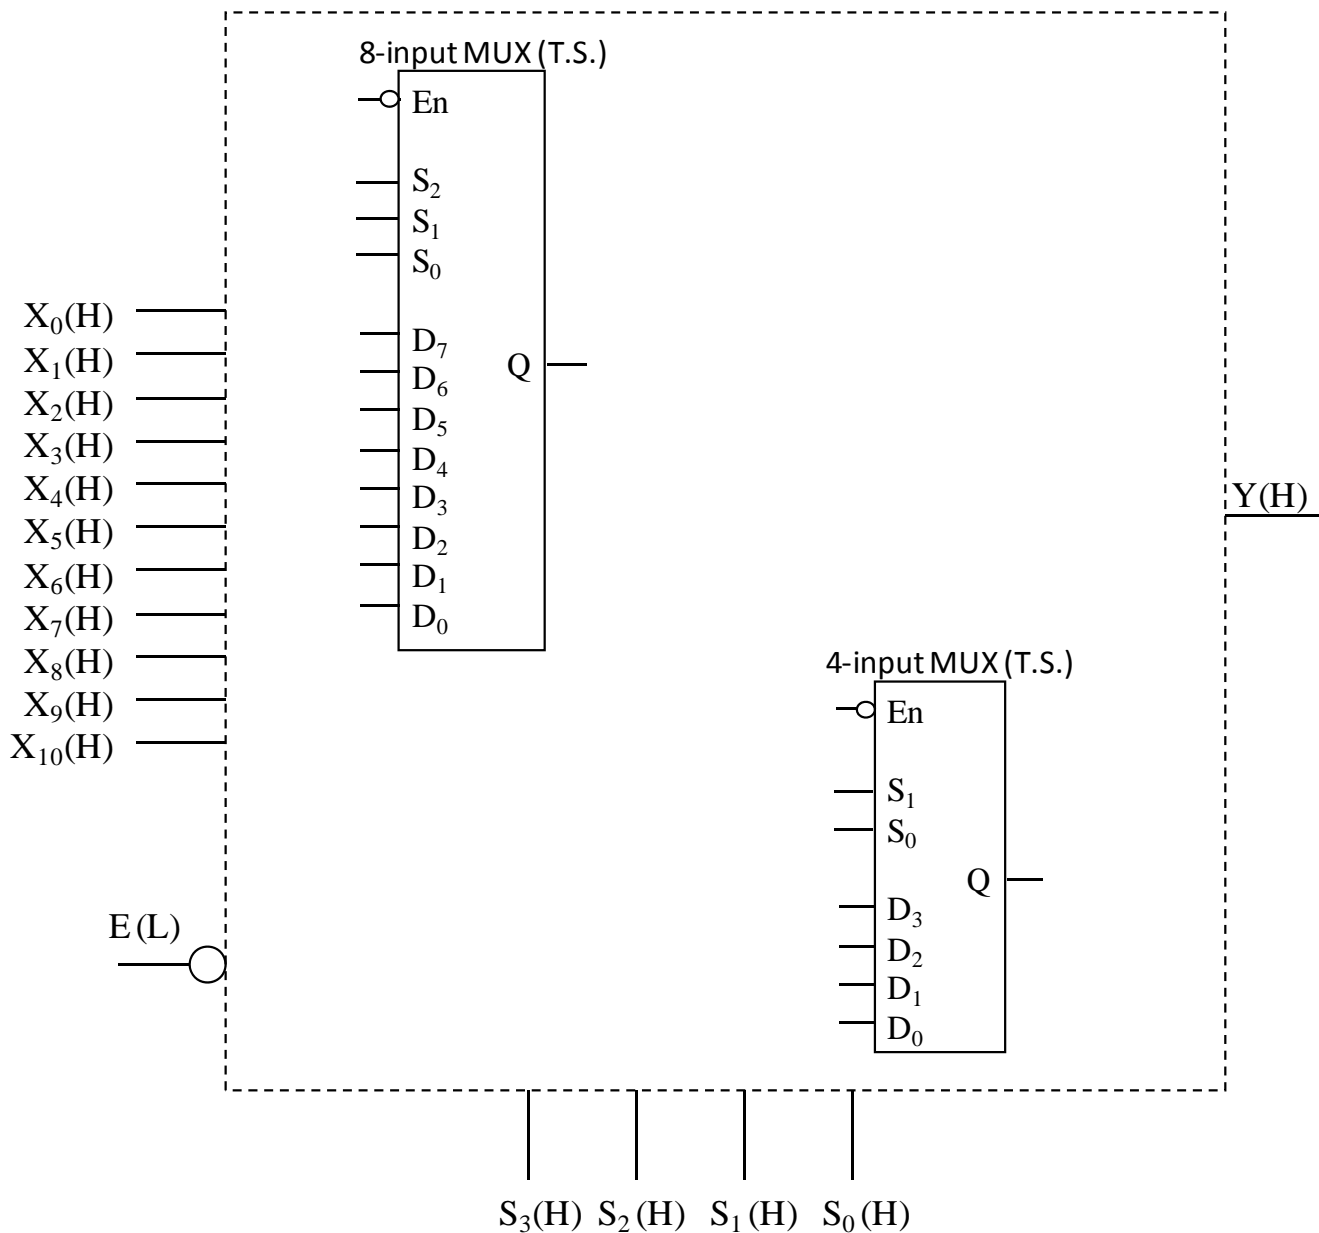 8-input MUX (T.S.)
En
S₂
S₁
S₀
D₇
D₆
D₅
D₄
D₃
D₂
D₁
D₀
Q
X₀(H)
X₁(H)
X₂(H)
X₃(H)
X₄(H)
X₅(H)
X₆(H)
X₇(H)
X₈(H)
X₉(H)
X₁₀(H)
Y(H)
4-input MUX (T.S.)
En
S₁
S₀
Q
D₃
D₂
D₁
D₀
E(L)
S₃(H) S₂(H) S₁(H) S₀(H)